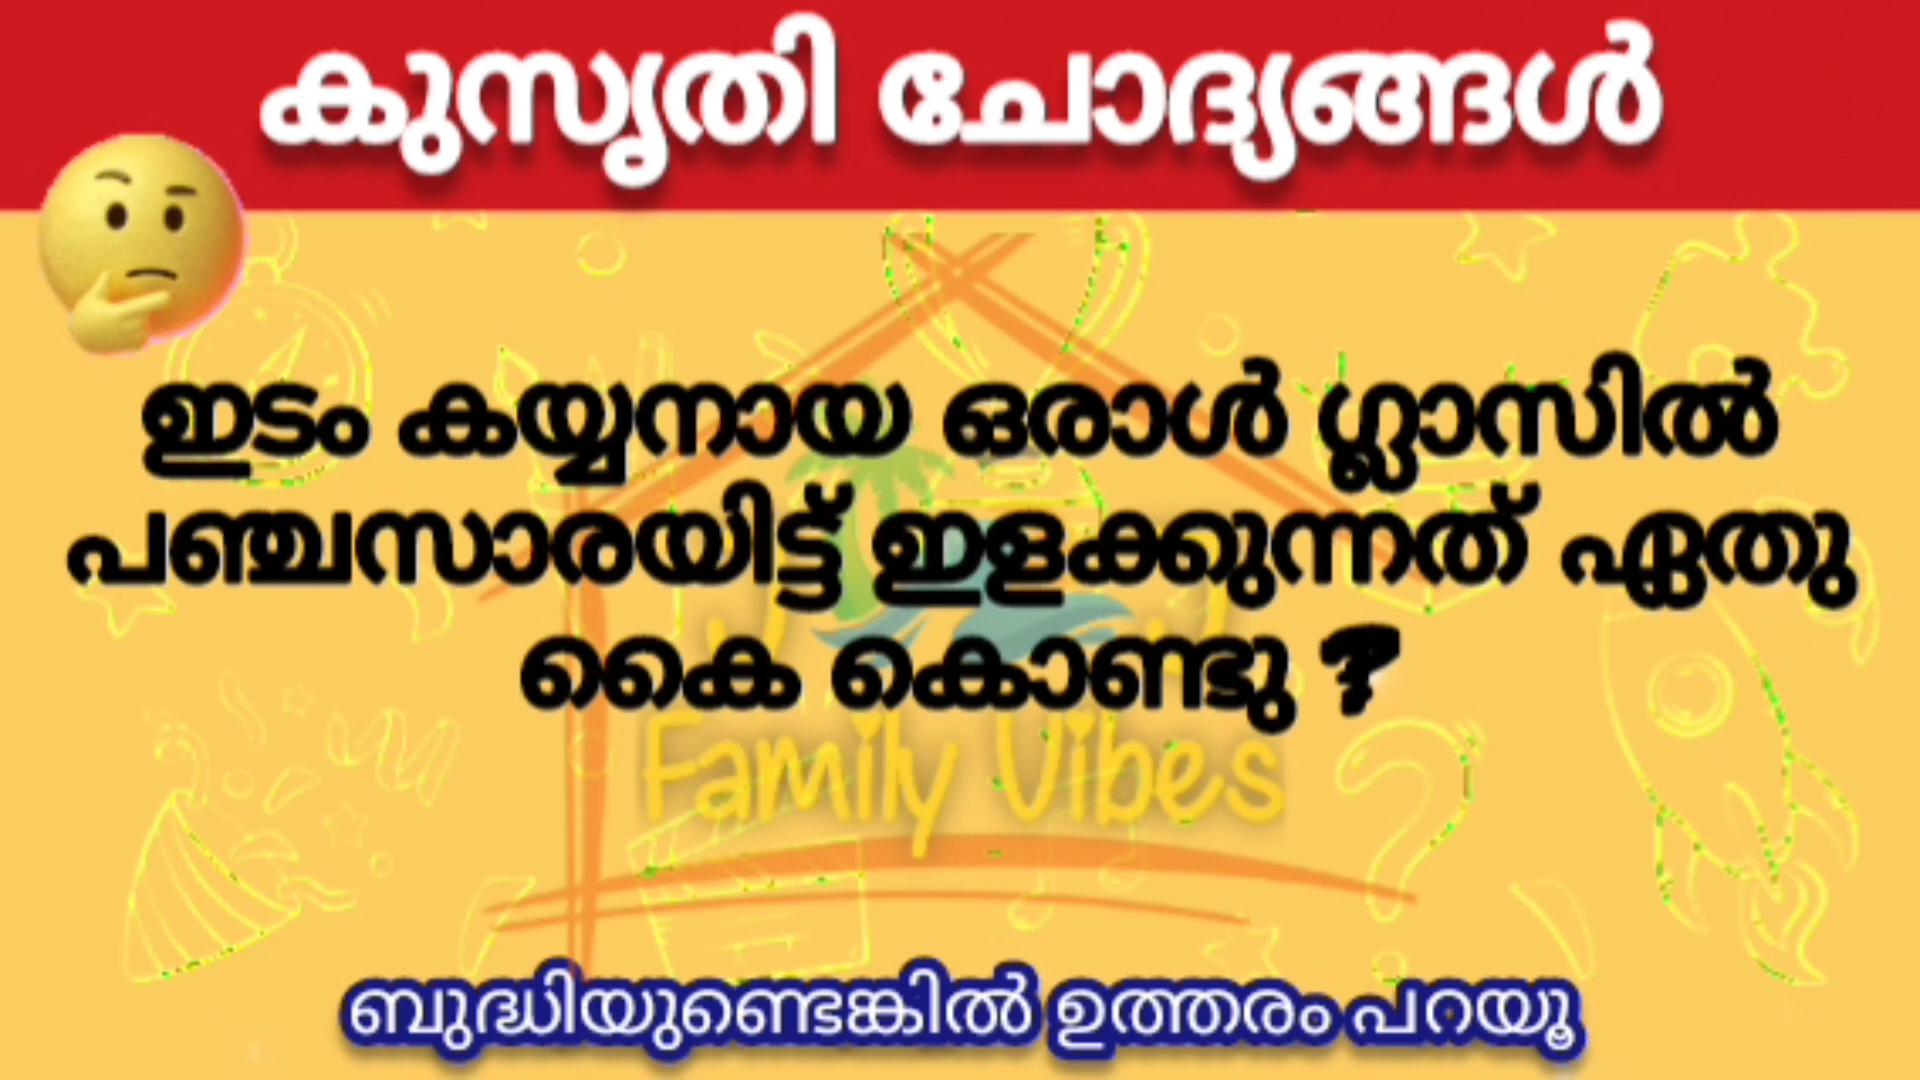 കുസൃതി ചോദ്യങ്ങൾ
ഇടം കയ്യനായ ഒരാൾ ഗ്ലാസിൽ
പഞ്ചസാരയിട്ട് ഇളക്കുന്നത് ഏതു
കൈ കൊണ്ടു ?
Family Vibes
ബുദ്ധിയുണ്ടെങ്കിൽ ഉത്തരം പറയൂ